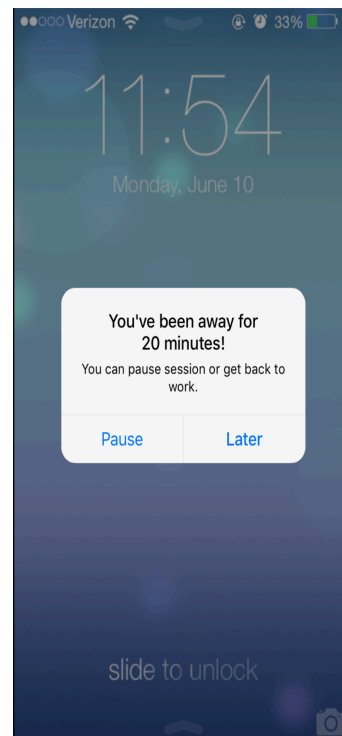 Verizon 33%
11:54
Monday, June 10
You've been away for
20 minutes!
You can pause session or get back to
work.
Pause Later
slide to unlock